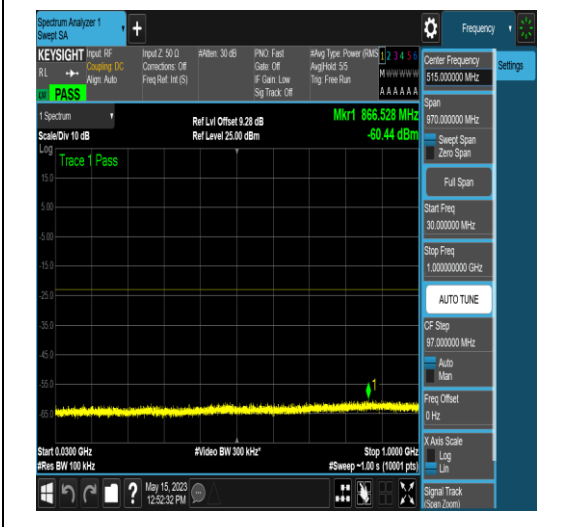 Spectrum Analyzer 1
Swept SA
Frequency
KEYSIGHT
RL
Input: RF
Coupling: DC
Align: Auto
Input Z: 50 Ω
Corrections: Off
Freq Ref: Int (S)
#Atten: 30 dB
PNO: Fast
Gate: Off
IF Gain: Low
Sig Track: Off
#Avg Type: Power (RMS
Avg|Hold: 5/5
Trig: Free Run
1 2 3 4 5 6
M W W W W W
A A A A A A
PASS
1 Spectrum
Scale/Div 10 dB
Ref Lvl Offset 9.28 dB
Ref Level 25.00 dBm
Mkr1 866.528 MHz
-60.44 dBm
Log
Trace 1 Pass
15.0
5.00
-5.00
-15.0
-25.0
-35.0
-45.0
-55.0
-65.0
1
Start 0.0300 GHz
#Res BW 100 kHz
#Video BW 300 kHz*
Stop 1.0000 GHz
#Sweep ~1.00 s (10001 pts)
May 15, 2023
12:52:32 PM
Center Frequency
515.000000 MHz
Settings
Span
970.000000 MHz
Swept Span
Zero Span
Full Span
Start Freq
30.000000 MHz
Stop Freq
1.000000000 GHz
AUTO TUNE
CF Step
97.000000 MHz
Auto
Man
Freq Offset
0 Hz
X Axis Scale
Log
Lin
Signal Track
(Span Zoom)